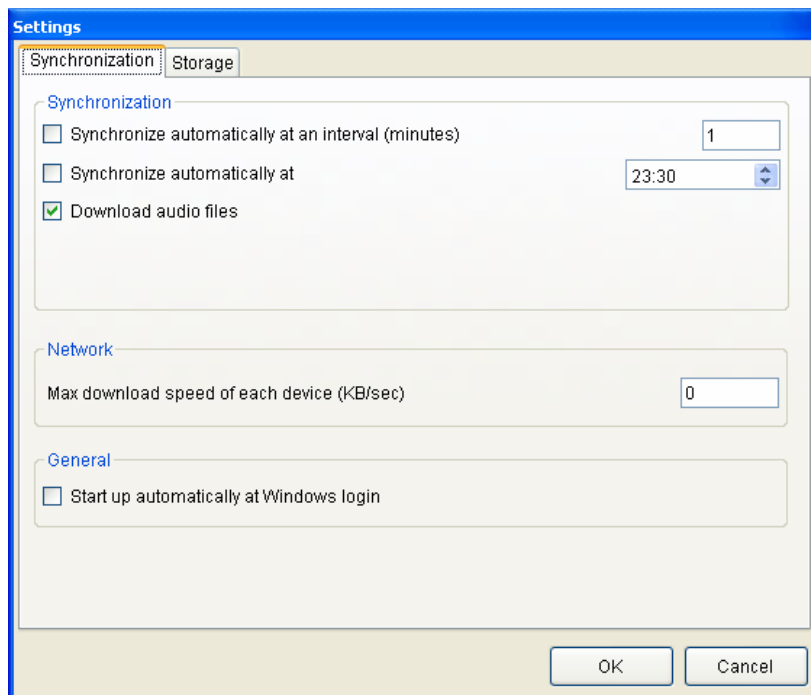 Settings
Synchronization Storage
Synchronization
Synchronize automatically at an interval (minutes) 1
Synchronize automatically at 23:30
Download audio files
Network
Max download speed of each device (KB/sec) 0
General
Start up automatically at Windows login
OK Cancel